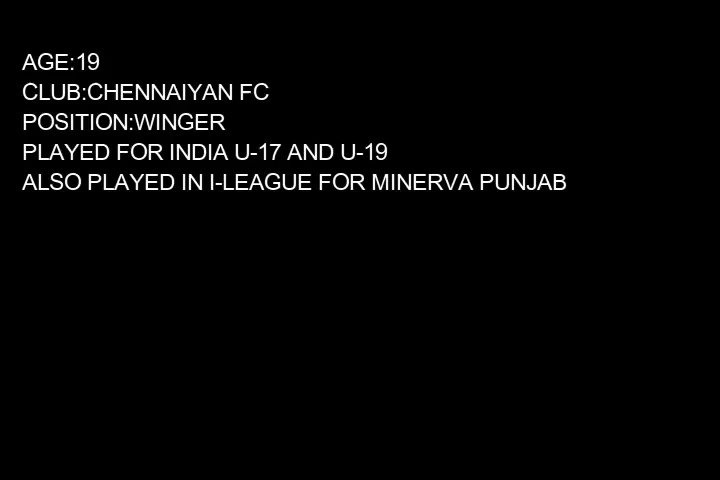 AGE:19
CLUB:CHENNAIYAN FC
POSITION:WINGER
PLAYED FOR INDIA U-17 AND U-19
ALSO PLAYED IN I-LEAGUE FOR MINERVA PUNJAB